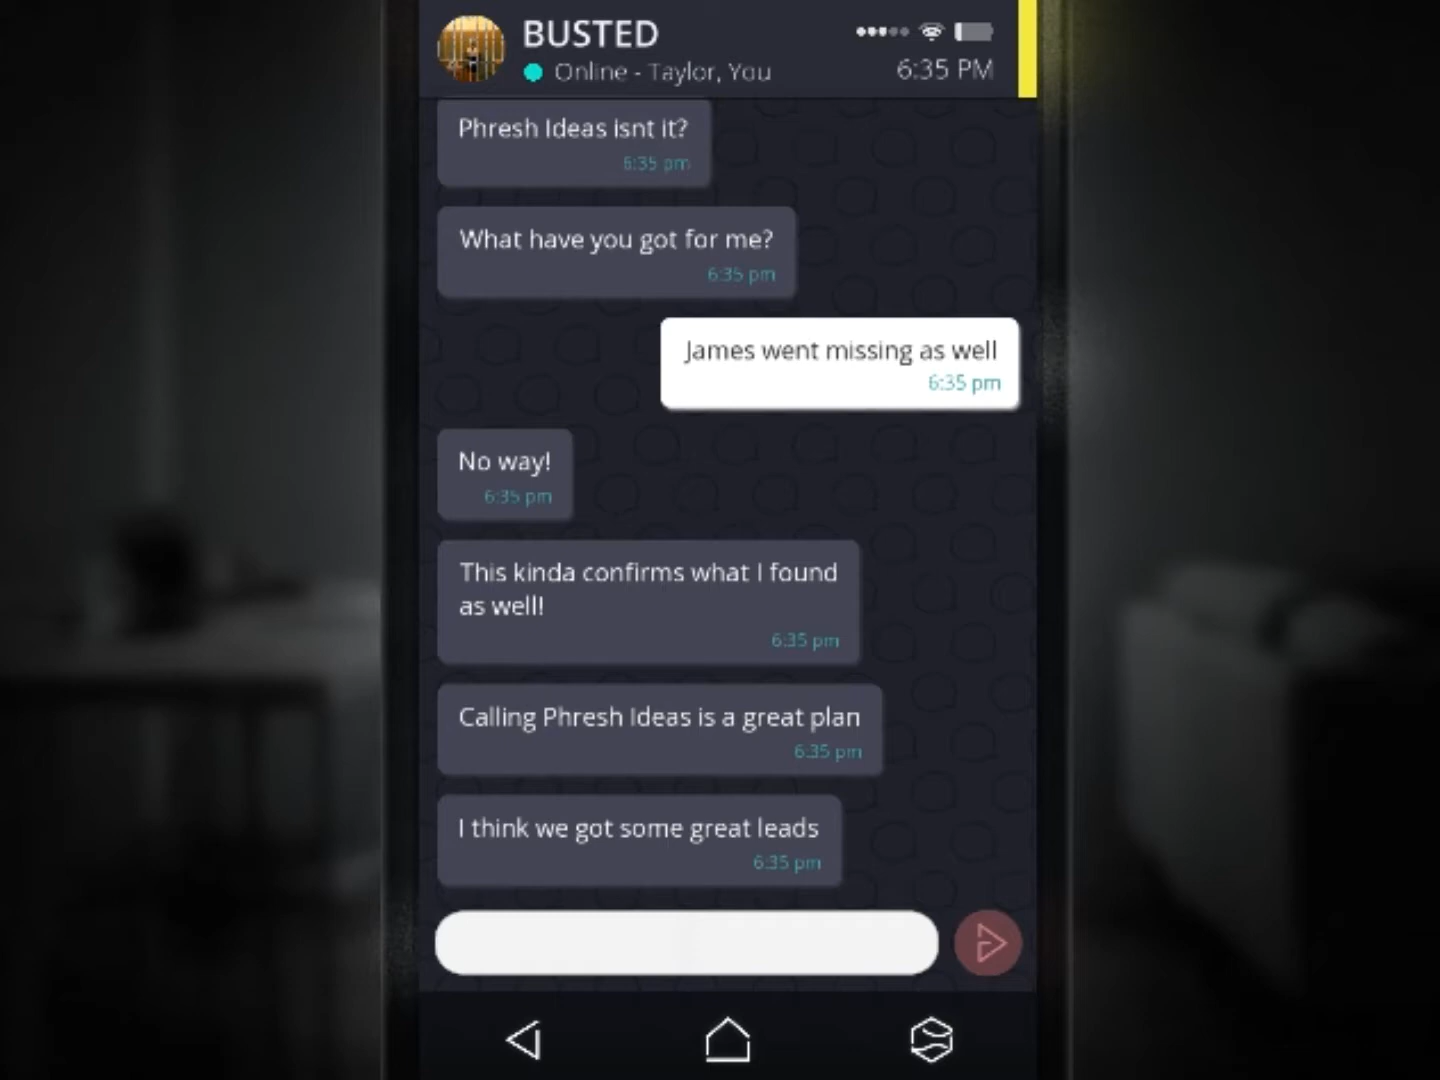 BUSTED
Online - Taylor, You
6:35 PM
Phresh Ideas isnt it?
6:35 pm
What have you got for me?
6:35 pm
James went missing as well
6:35 pm
No way!
6:35 pm
This kinda confirms what I found
as well!
6:35 pm
Calling Phresh Ideas is a great plan
6:35 pm
I think we got some great leads
6:35 pm